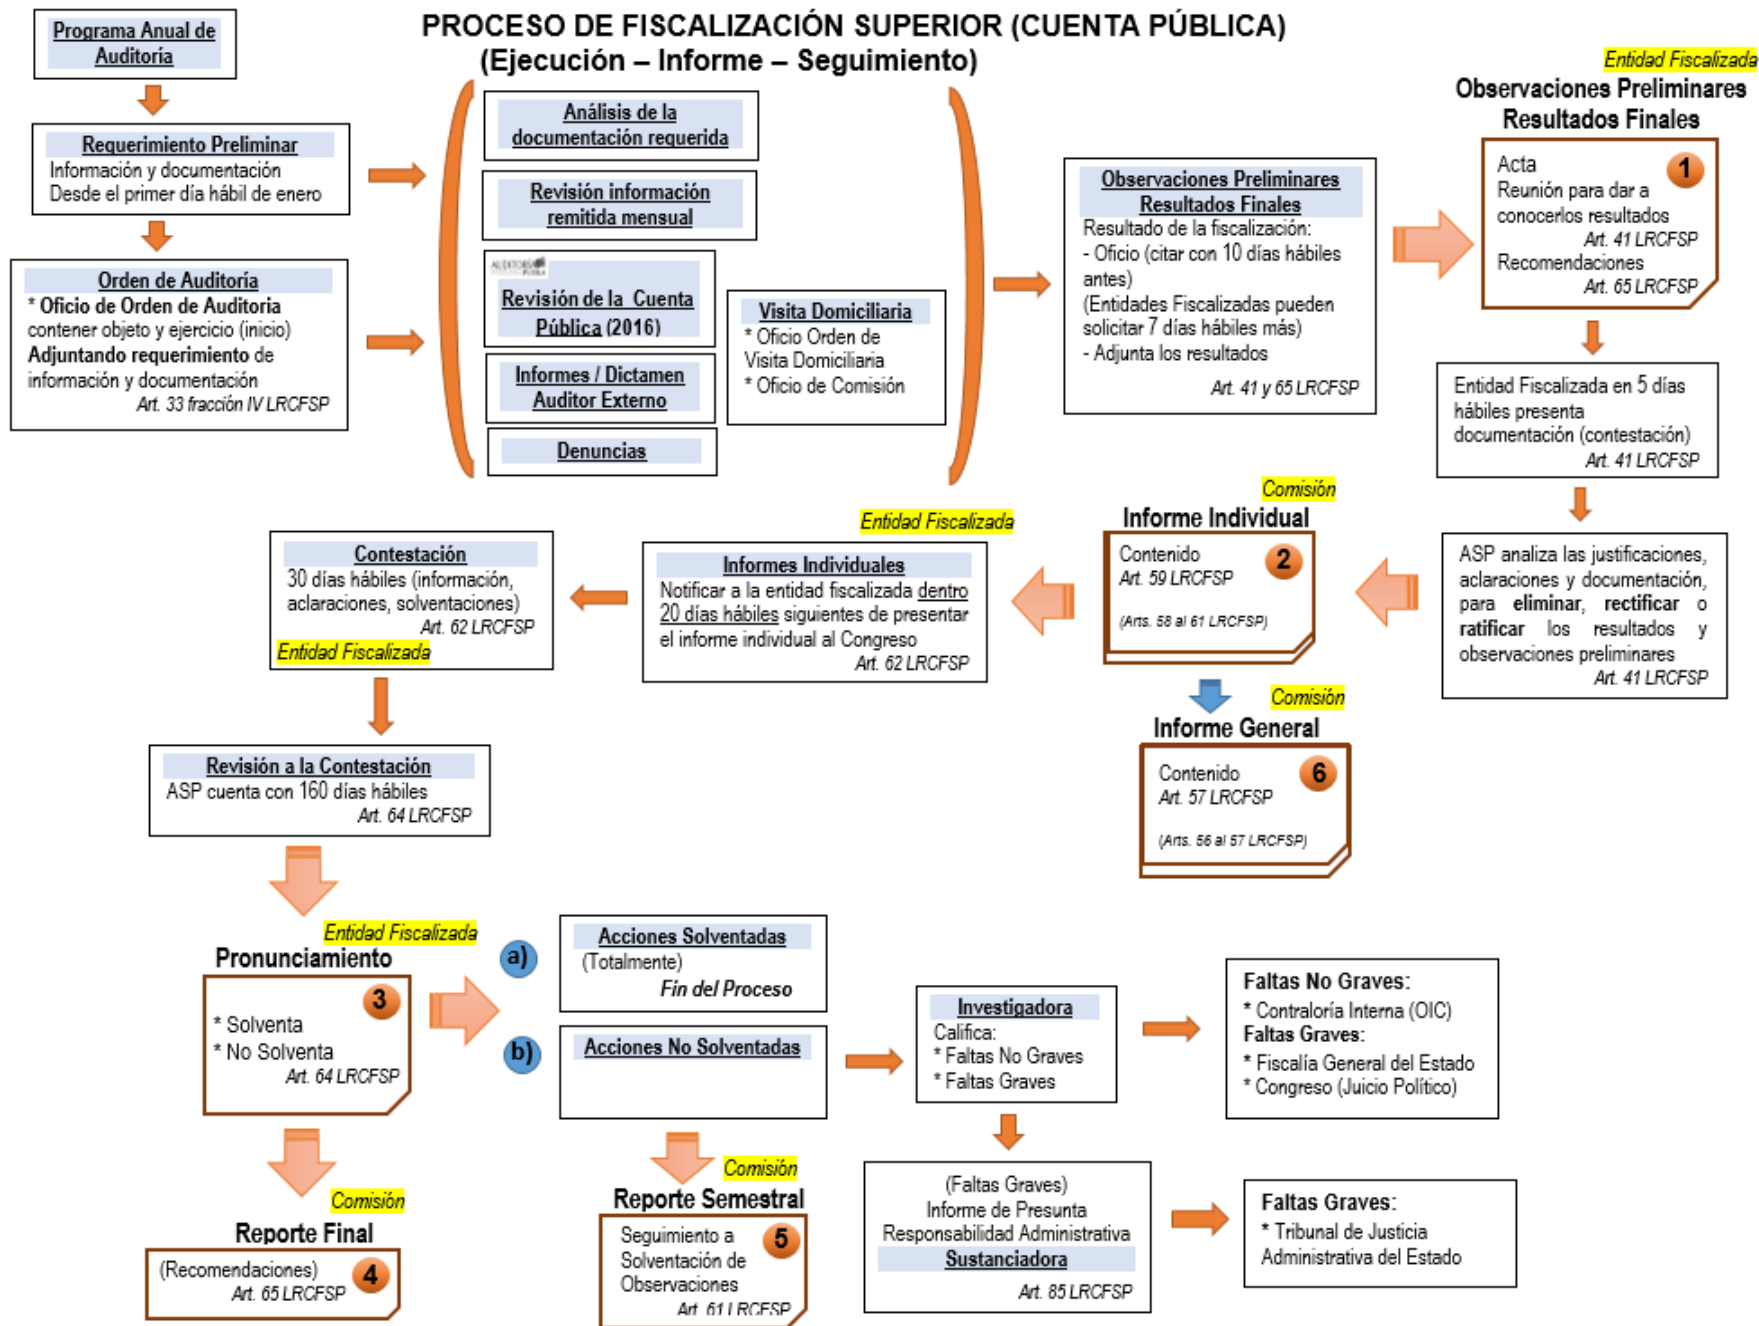 PROCESO DE FISCALIZACIÓN SUPERIOR (CUENTA PÚBLICA)
(Ejecución – Informe – Seguimiento)
Programa Anual de
Auditoría
Requerimiento Preliminar
Información y documentación
Desde el primer día hábil de enero
Orden de Auditoría
* Oficio de Orden de Auditoria
contener objeto y ejercicio (inicio)
Adjuntando requerimiento de
información y documentación
Art. 33 fracción IV LRCFSP
Análisis de la
documentación requerida
Revisión información
remitida mensual
AUDITORÍA
PUEBLA
Revisión de la Cuenta
Pública (2016)
Informes / Dictamen
Auditor Externo
Denuncias
Visita Domiciliaria
* Oficio Orden de
Visita Domiciliaria
* Oficio de Comisión
Observaciones Preliminares
Resultados Finales
Resultado de la fiscalización:
- Oficio (citar con 10 días hábiles
antes)
(Entidades Fiscalizadas pueden
solicitar 7 días hábiles más)
- Adjunta los resultados
Art. 41 y 65 LRCFSP
Entidad Fiscalizada
Observaciones Preliminares
Resultados Finales
1
Acta
Reunión para dar a
conocerlos resultados
Art. 41 LRCFSP
Recomendaciones
Art. 65 LRCFSP
Entidad Fiscalizada en 5 días
hábiles presenta
documentación (contestación)
Art. 41 LRCFSP
ASP analiza las justificaciones,
aclaraciones y documentación,
para eliminar, rectificar o
ratificar los resultados y
observaciones preliminares
Art. 41 LRCFSP
Comisión
Informe Individual
2
Contenido
Art. 59 LRCFSP
(Arts. 58 al 61 LRCFSP)
Comisión
Informe General
6
Contenido
Art. 57 LRCFSP
(Arts. 56 al 57 LRCFSP)
Entidad Fiscalizada
Informes Individuales
Notificar a la entidad fiscalizada dentro
20 días hábiles siguientes de presentar
el informe individual al Congreso
Art. 62 LRCFSP
Contestación
30 días hábiles (información,
aclaraciones, solventaciones)
Art. 62 LRCFSP
Entidad Fiscalizada
Revisión a la Contestación
ASP cuenta con 160 días hábiles
Art. 64 LRCFSP
Entidad Fiscalizada
Pronunciamiento
3
* Solventa
* No Solventa
Art. 64 LRCFSP
Comisión
Reporte Final
(Recomendaciones)
4
Art. 65 LRCFSP
a)
Acciones Solventadas
(Totalmente)
Fin del Proceso
b)
Acciones No Solventadas
Comisión
Reporte Semestral
5
Seguimiento a
Solventación de
Observaciones
Art. 61 LRCFSP
Investigadora
Califica:
* Faltas No Graves
* Faltas Graves
Faltas No Graves:
* Contraloría Interna (OIC)
Faltas Graves:
* Fiscalía General del Estado
* Congreso (Juicio Político)
(Faltas Graves)
Informe de Presunta
Responsabilidad Administrativa
Sustanciadora
Art. 85 LRCFSP
Faltas Graves:
* Tribunal de Justicia
Administrativa del Estado